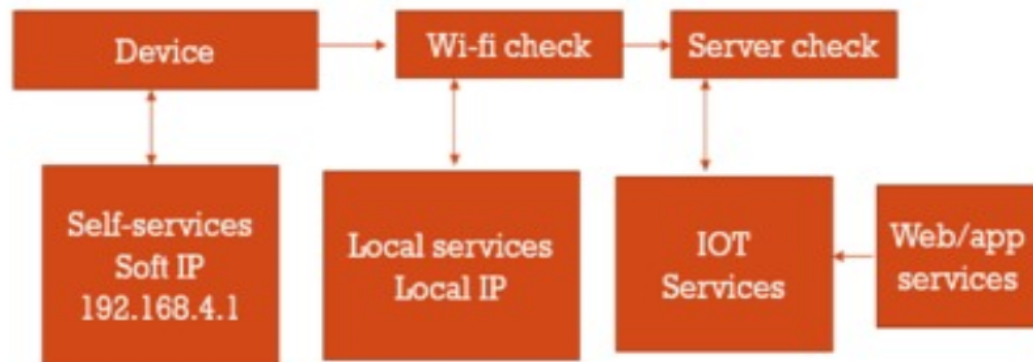 Device
Wi-fi check
Server check
Self-services
Soft IP
192.168.4.1
Local services
Local IP
IOT
Services
Web/app
services